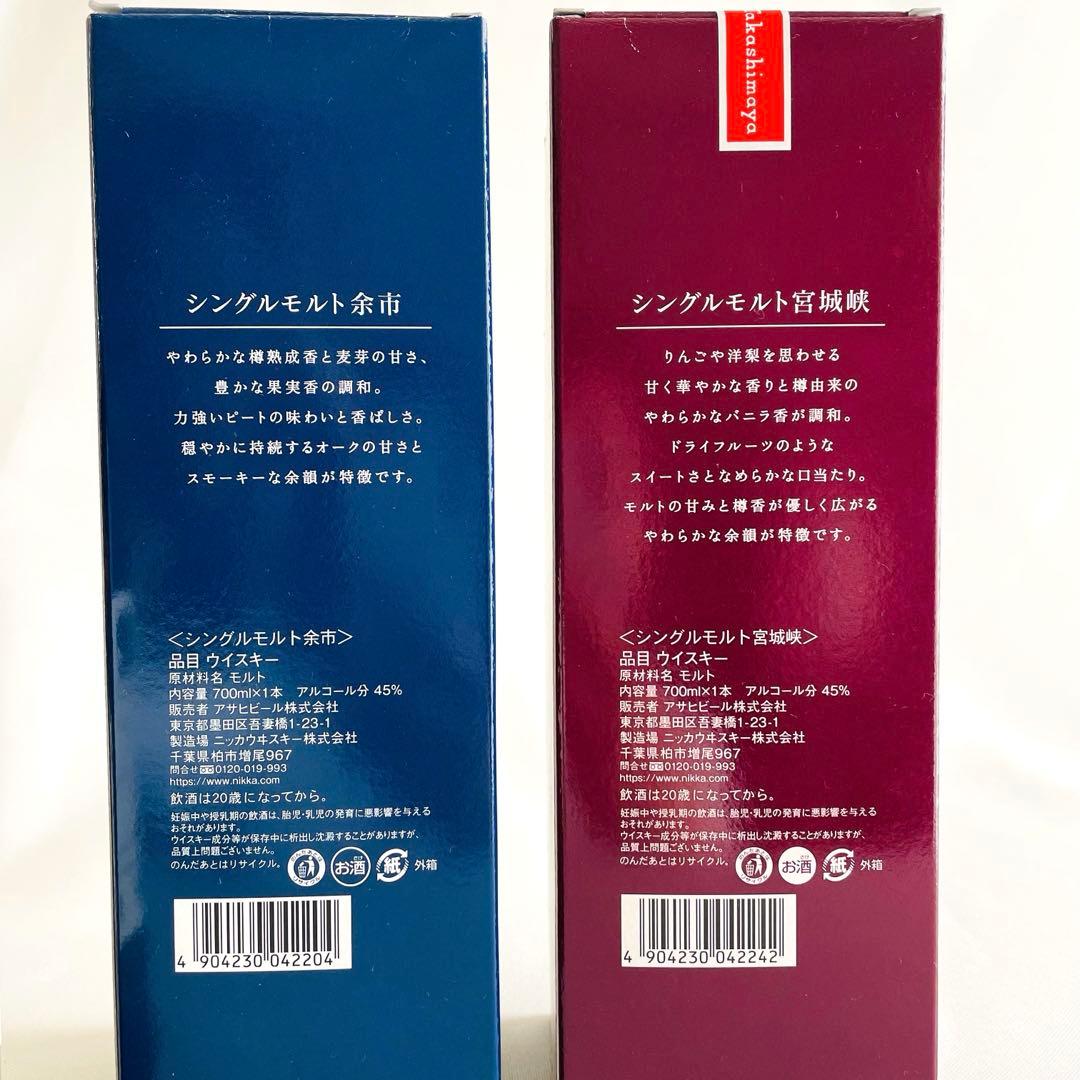 シングルモルト余市
やわらかな樽熟成香と麦芽の甘さ、
豊かな果実香の調和。
力強いピートの味わいと香ばしさ。
穏やかに持続するオークの甘さと
スモーキーな余韻が特徴です。
＜シングルモルト余市＞
品目 ウイスキー
原材料名 モルト
内容量 700ml×1本 アルコール分 45%
販売者 アサヒビール株式会社
東京都墨田区吾妻橋1-23-1
製造場 ニッカウヰスキー株式会社
千葉県柏市増尾967
問合せ 0120-019-993
https://www.nikka.com/
飲酒は20歳になってから。
妊娠中や授乳期の飲酒は、胎児・乳児の発育に悪影響を与える
おそれがあります。
ウイスキー成分等が保存中に析出し沈澱することがありますが、
品質上問題ございません。
のんだあとはリサイクル。
のんだあとは
リサイクル
お酒
紙
外箱
4 904230 042204
Takashimaya
シングルモルト宮城峡
りんごや洋梨を思わせる
甘く華やかな香りと樽由来の
やわらかなバニラ香が調和。
ドライフルーツのような
スイートさとなめらかな口当たり。
モルトの甘みと樽香が優しく広がる
やわらかな余韻が特徴です。
＜シングルモルト宮城峡＞
品目 ウイスキー
原材料名 モルト
内容量 700ml×1本 アルコール分 45%
販売者 アサヒビール株式会社
東京都墨田区吾妻橋1-23-1
製造場 ニッカウヰスキー株式会社
千葉県柏市増尾967
問合せ 0120-019-993
https://www.nikka.com/
飲酒は20歳になってから。
妊娠中や授乳期の飲酒は、胎児・乳児の発育に悪影響を与える
おそれがあります。
ウイスキー成分等が保存中に析出し沈澱することがありますが、
品質上問題ございません。
のんだあとはリサイクル。
のんだあとは
リサイクル
お酒
紙
外箱
4 904230 042242